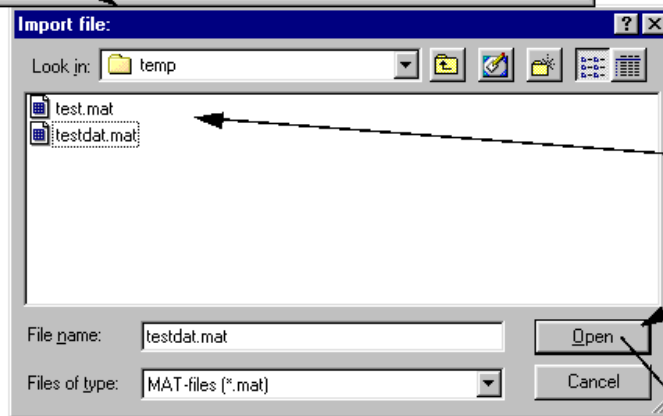 Import file:
Look in: temp
test.mat
testdat.mat
File name: testdat.mat Open
Files of type: MAT-files (*.mat) Cancel